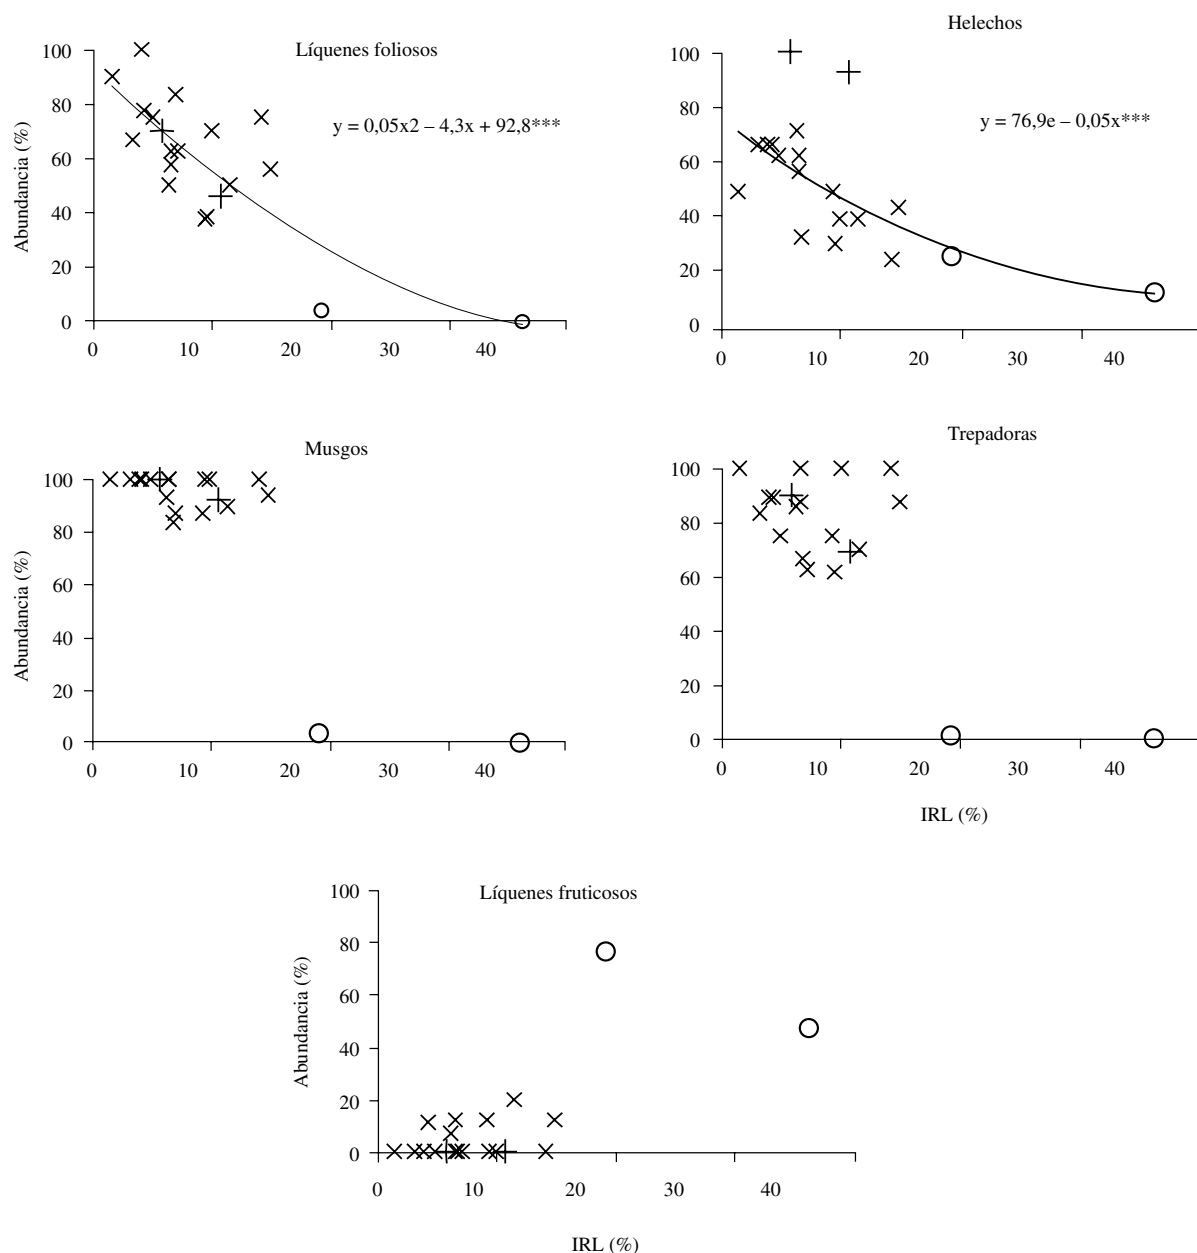 Líquenes foliosos
y = 0,05x2 – 4,3x + 92,8***
Abundancia (%)
100
80
60
40
20
0
0 10 20 30 40
Helechos
y = 76,9e – 0,05x***
100
80
60
40
20
0
0 10 20 30 40
Musgos
Abundancia (%)
100
80
60
40
20
0
0 10 20 30 40
Trepadoras
100
80
60
40
20
0
0 10 20 30 40
IRL (%)
Líquenes fruticosos
Abundancia (%)
100
80
60
40
20
0
0 10 20 30 40
IRL (%)